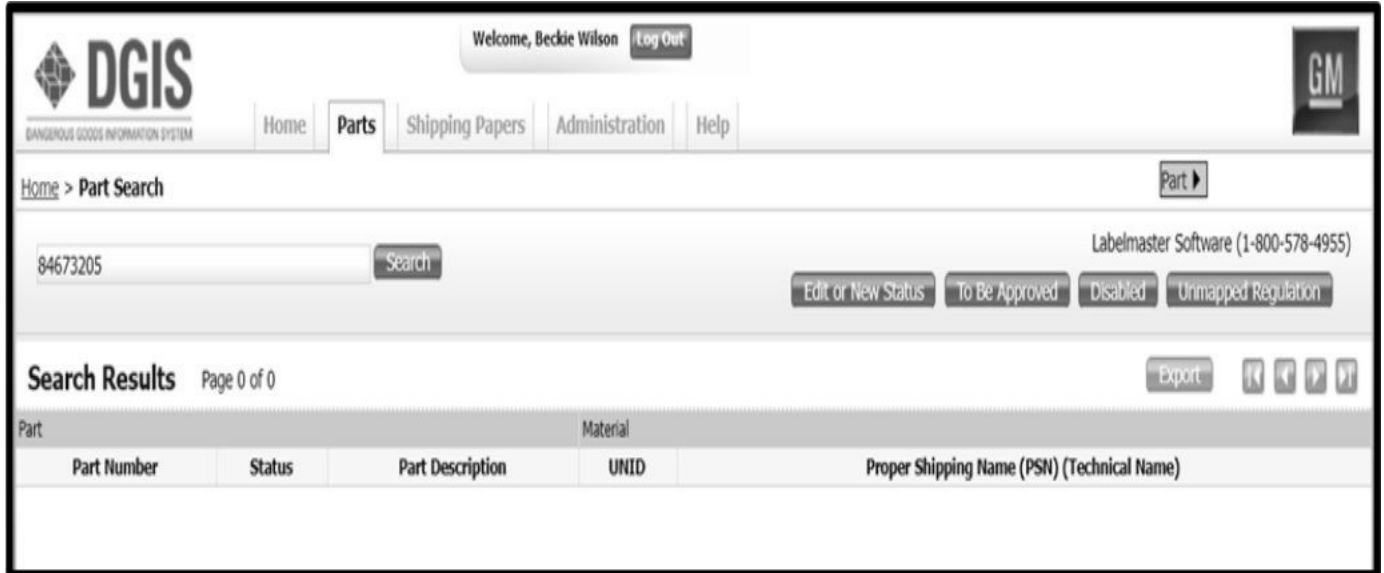 Welcome, Beckie Wilson Log Out
DGIS
DANGEROUS GOODS INFORMATION SYSTEM
GM
Home Parts Shipping Papers Administration Help
Home > Part Search
Part
84673205 Search
Labelmaster Software (1-800-578-4955)
Edit or New Status To Be Approved Disabled Unmapped Regulation
Search Results Page 0 of 0 Export
Part Material
Part Number Status Part Description UNID Proper Shipping Name (PSN) (Technical Name)